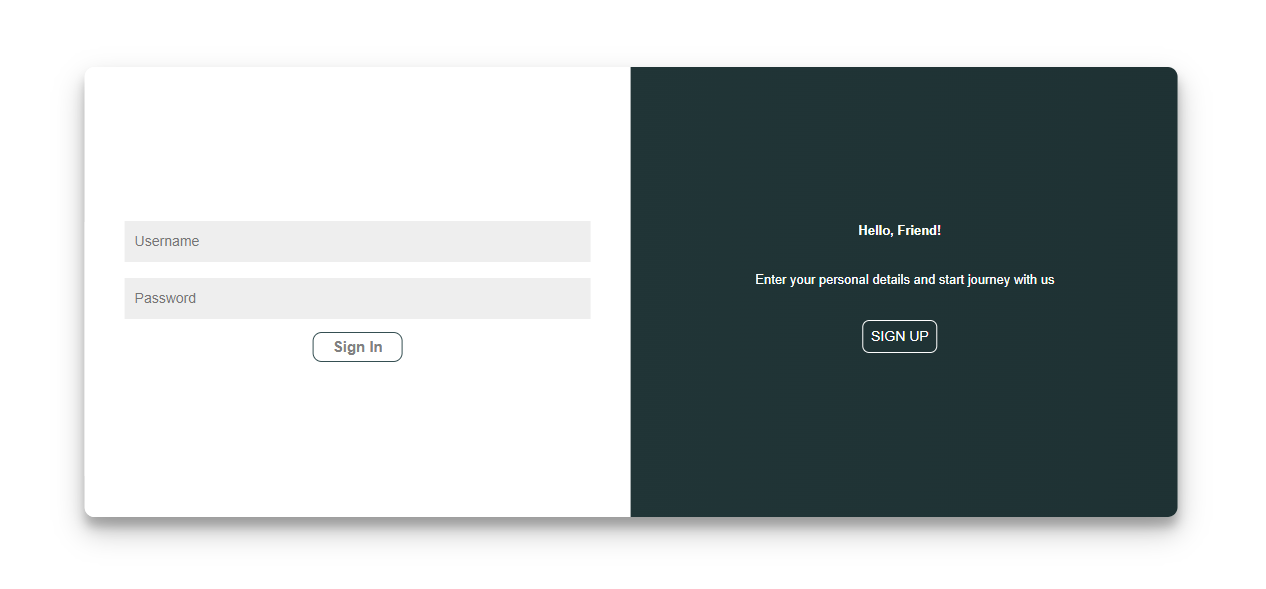 Username
Password
Sign In
Hello, Friend!
Enter your personal details and start journey with us
SIGN UP